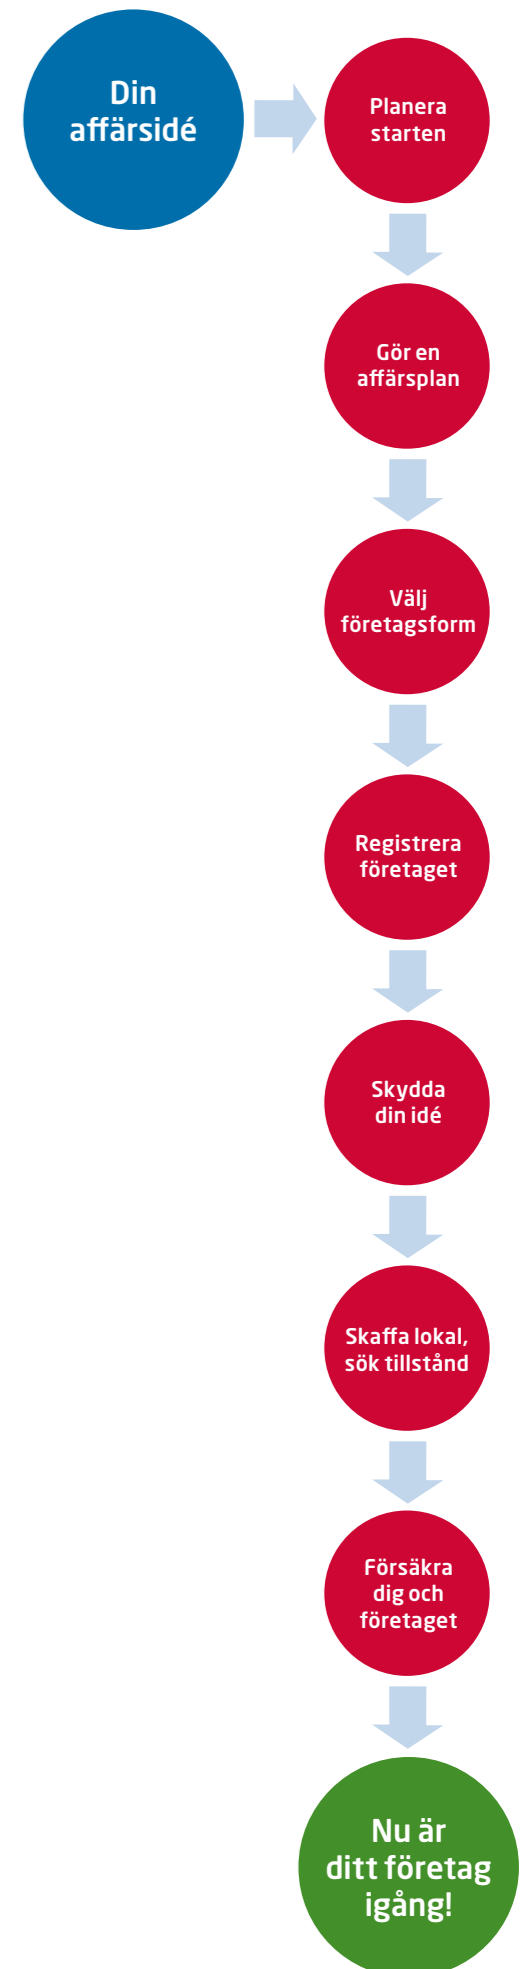 Din
affärsidé
Planera
starten
Gör en
affärsplan
Välj
företagsform
Registrera
företaget
Skydda
din idé
Skaffa lokal,
sök tillstånd
Försäkra
dig och
företaget
Nu är
ditt företag
igång!